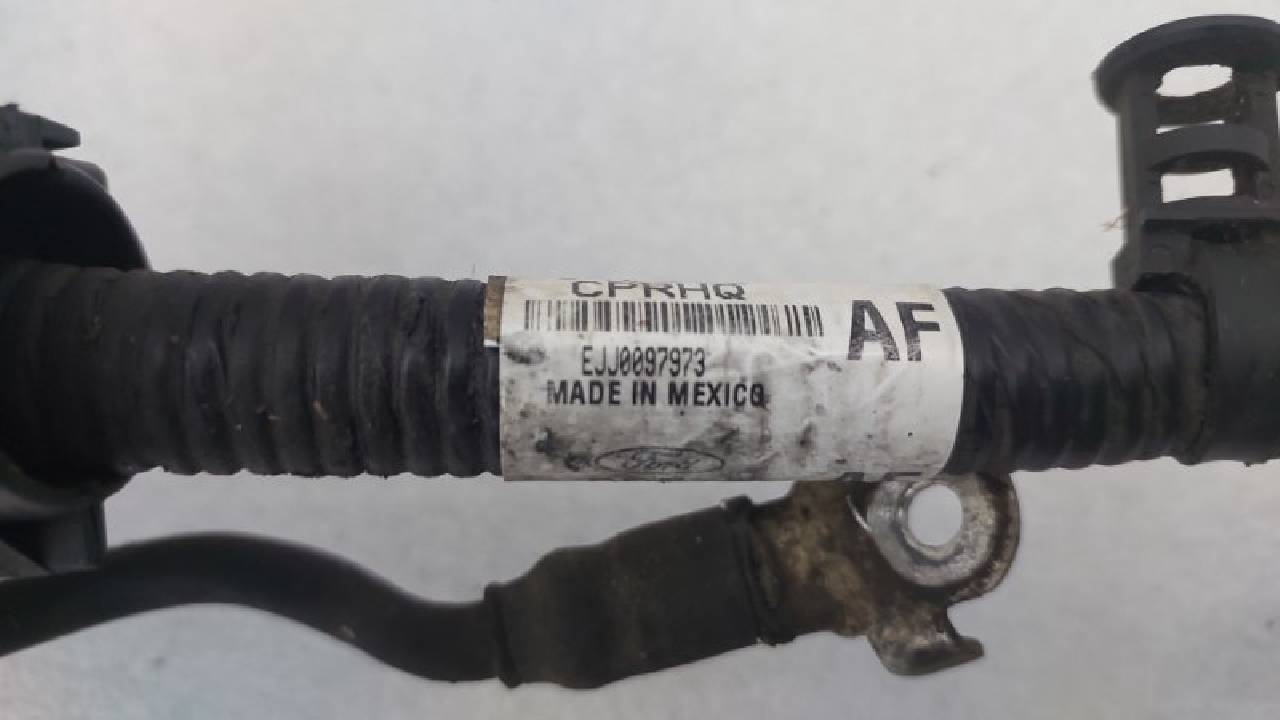 CPRHQ
AF
EJJ0097973
MADE IN MEXICO
Ford